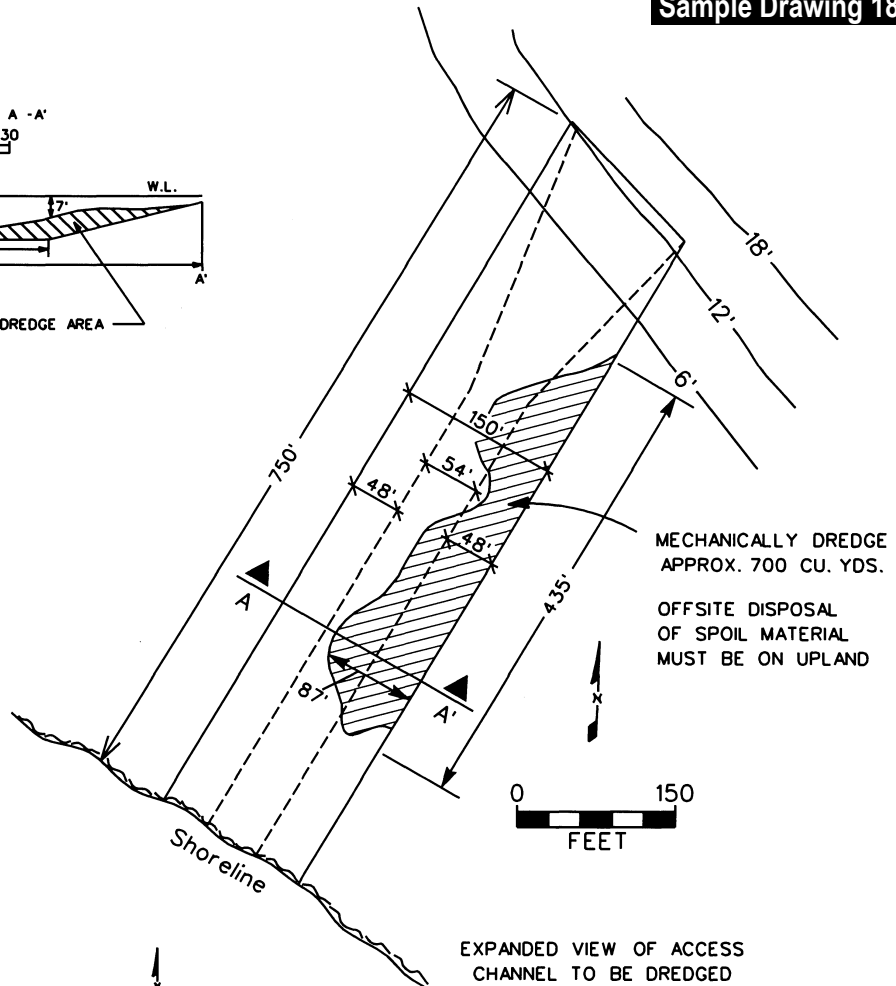 Sample Drawing 18
A -A'
30
W.L.
7'
A'
DREDGE AREA
18'
12'
6'
750'
150'
54'
48'
48'
435'
MECHANICALLY DREDGE
APPROX. 700 CU. YDS.
OFFSITE DISPOSAL
OF SPOIL MATERIAL
MUST BE ON UPLAND
A
87'
A'
N
0 150
FEET
Shoreline
EXPANDED VIEW OF ACCESS
CHANNEL TO BE DREDGED